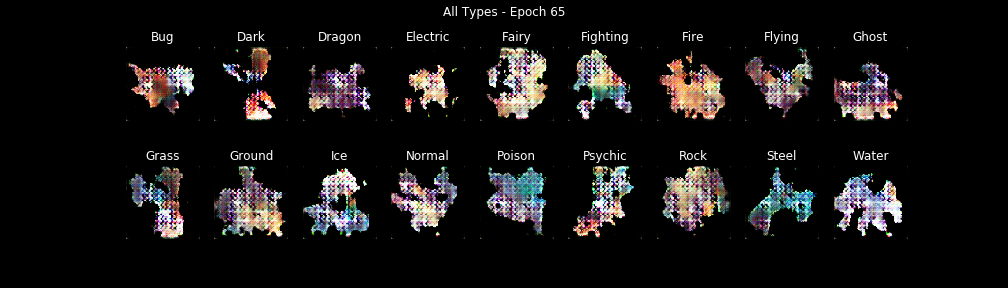 All Types - Epoch 65
Bug Dark Dragon Electric Fairy Fighting Fire Flying Ghost
Grass Ground Ice Normal Poison Psychic Rock Steel Water